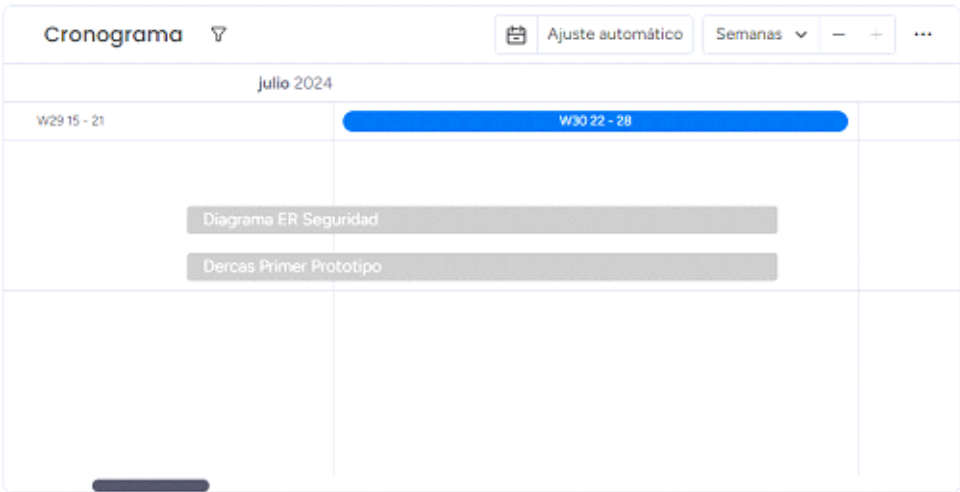 Cronograma
Ajuste automático
Semanas
julio 2024
W29 15 - 21
W30 22 - 28
Diagrama ER Seguridad
Dercas Primer Prototipo